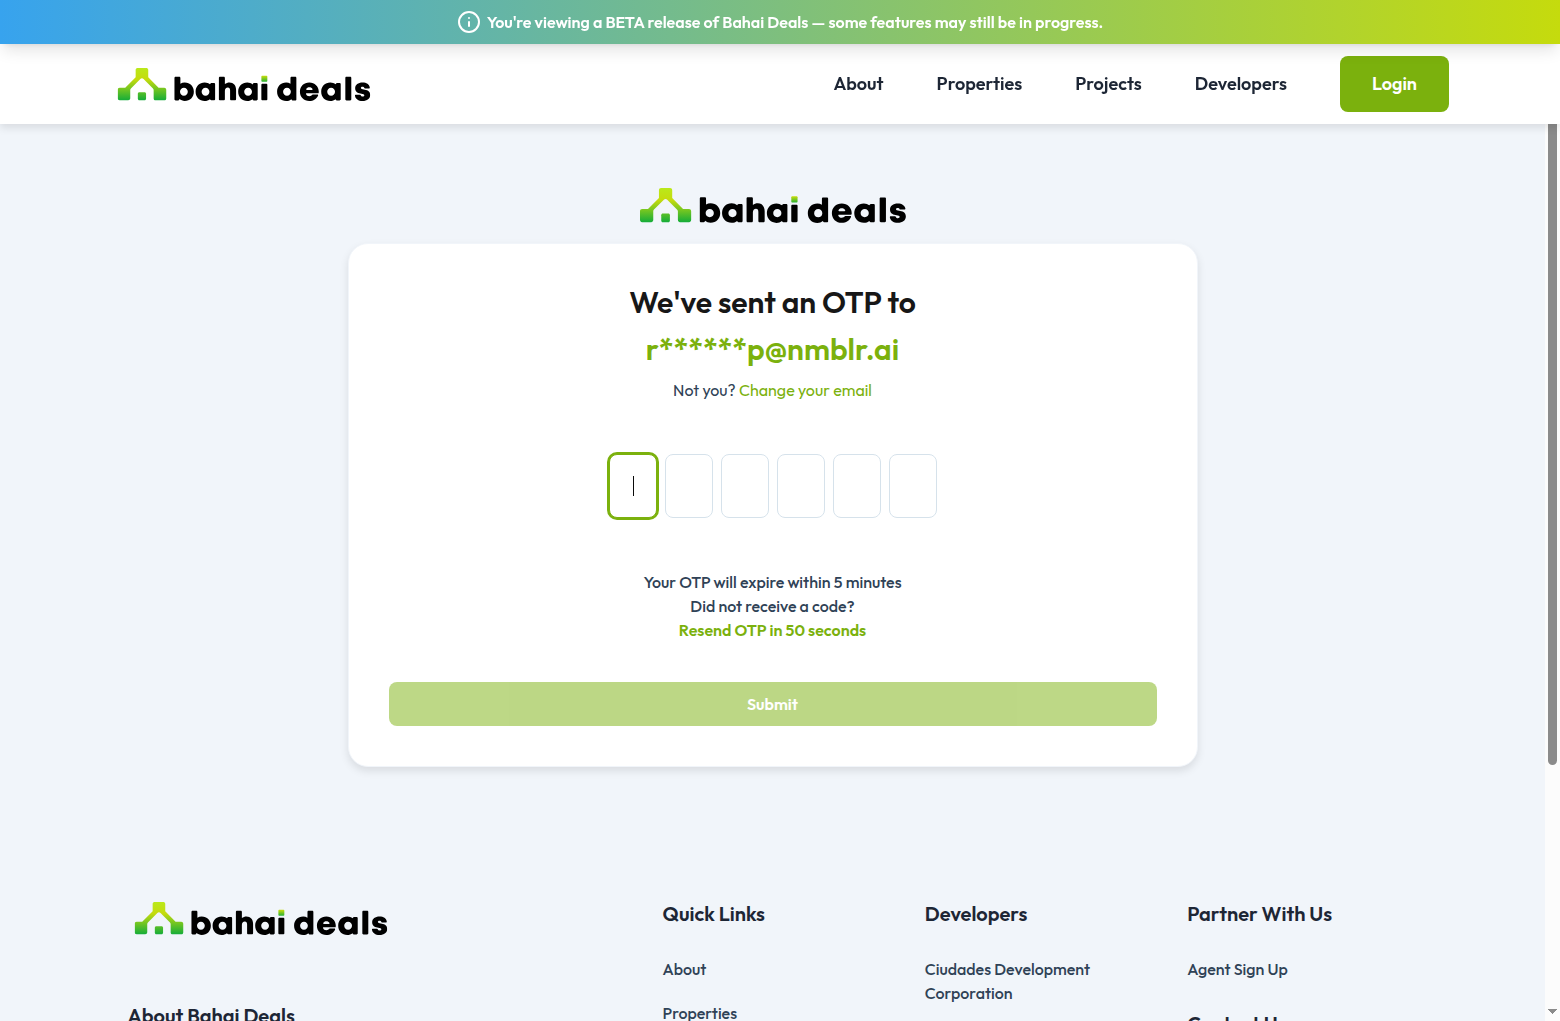 You're viewing a BETA release of Bahai Deals — some features may still be in progress.
bahai deals
About
Properties
Projects
Developers
Login
bahai deals
We've sent an OTP to
r******p@nmblr.ai
Not you? Change your email
Your OTP will expire within 5 minutes
Did not receive a code?
Resend OTP in 50 seconds
Submit
bahai deals
Quick Links
Developers
Partner With Us
About
Ciudades Development
Corporation
Agent Sign Up
About Bahai Deals
Properties